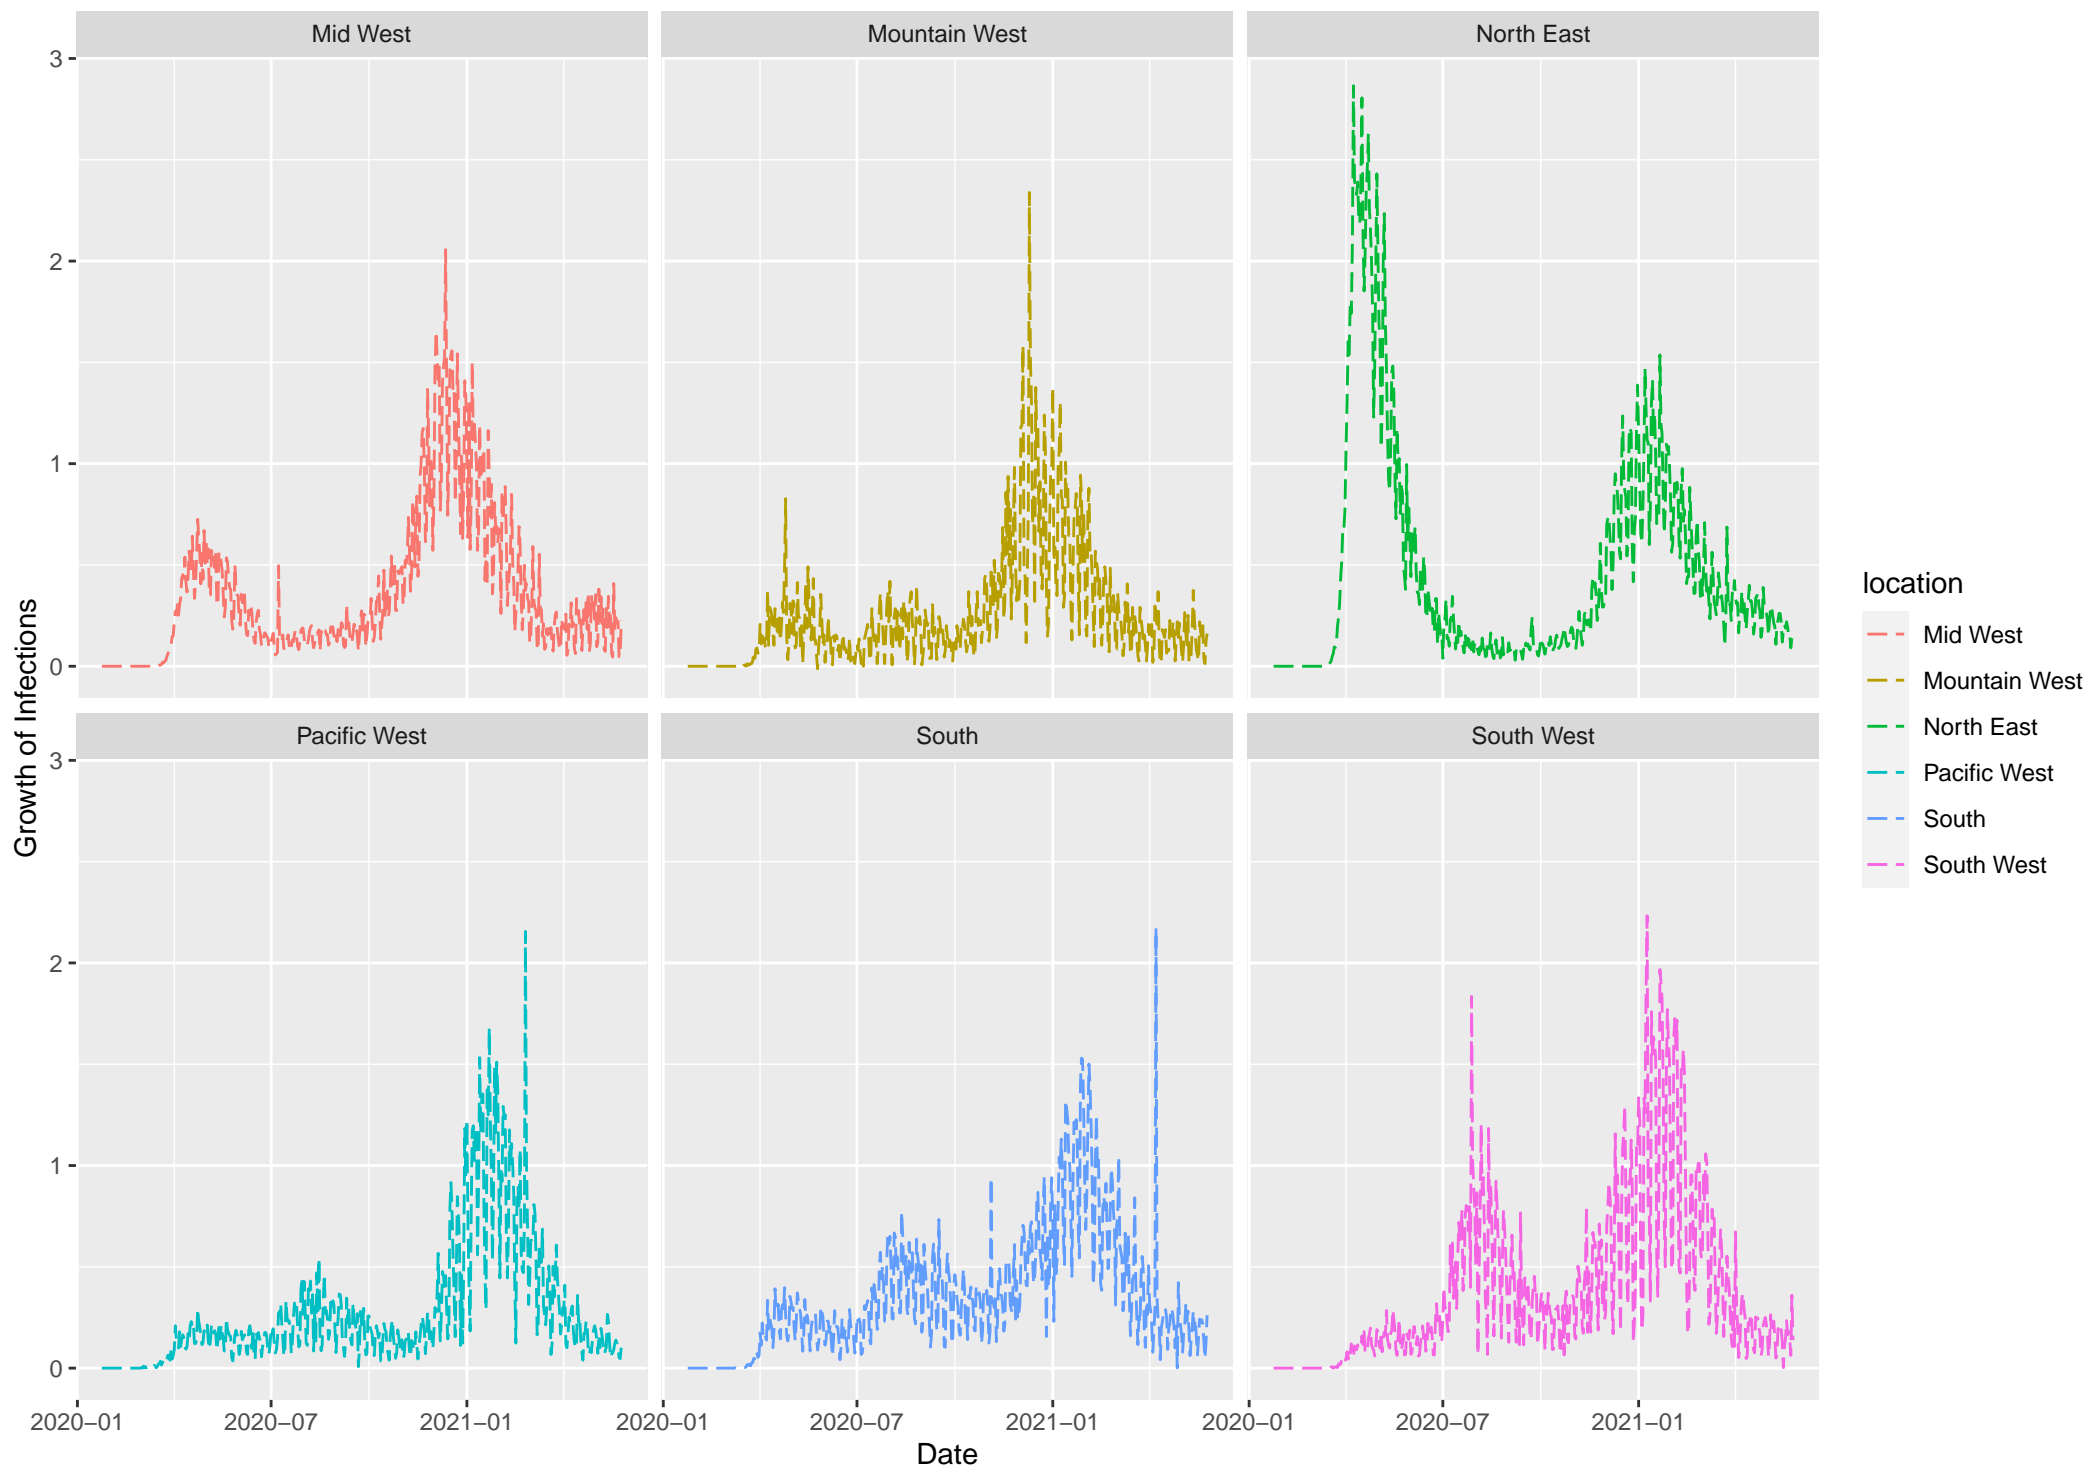 Mid West
Mountain West
North East
3
2
1
0
Pacific West
South
South West
3
2
1
0
2020−01
2020−07
2021−01
2020−01
2020−07
2021−01
2020−01
2020−07
2021−01
Date
Growth of Infections
location
Mid West
Mountain West
North East
Pacific West
South
South West